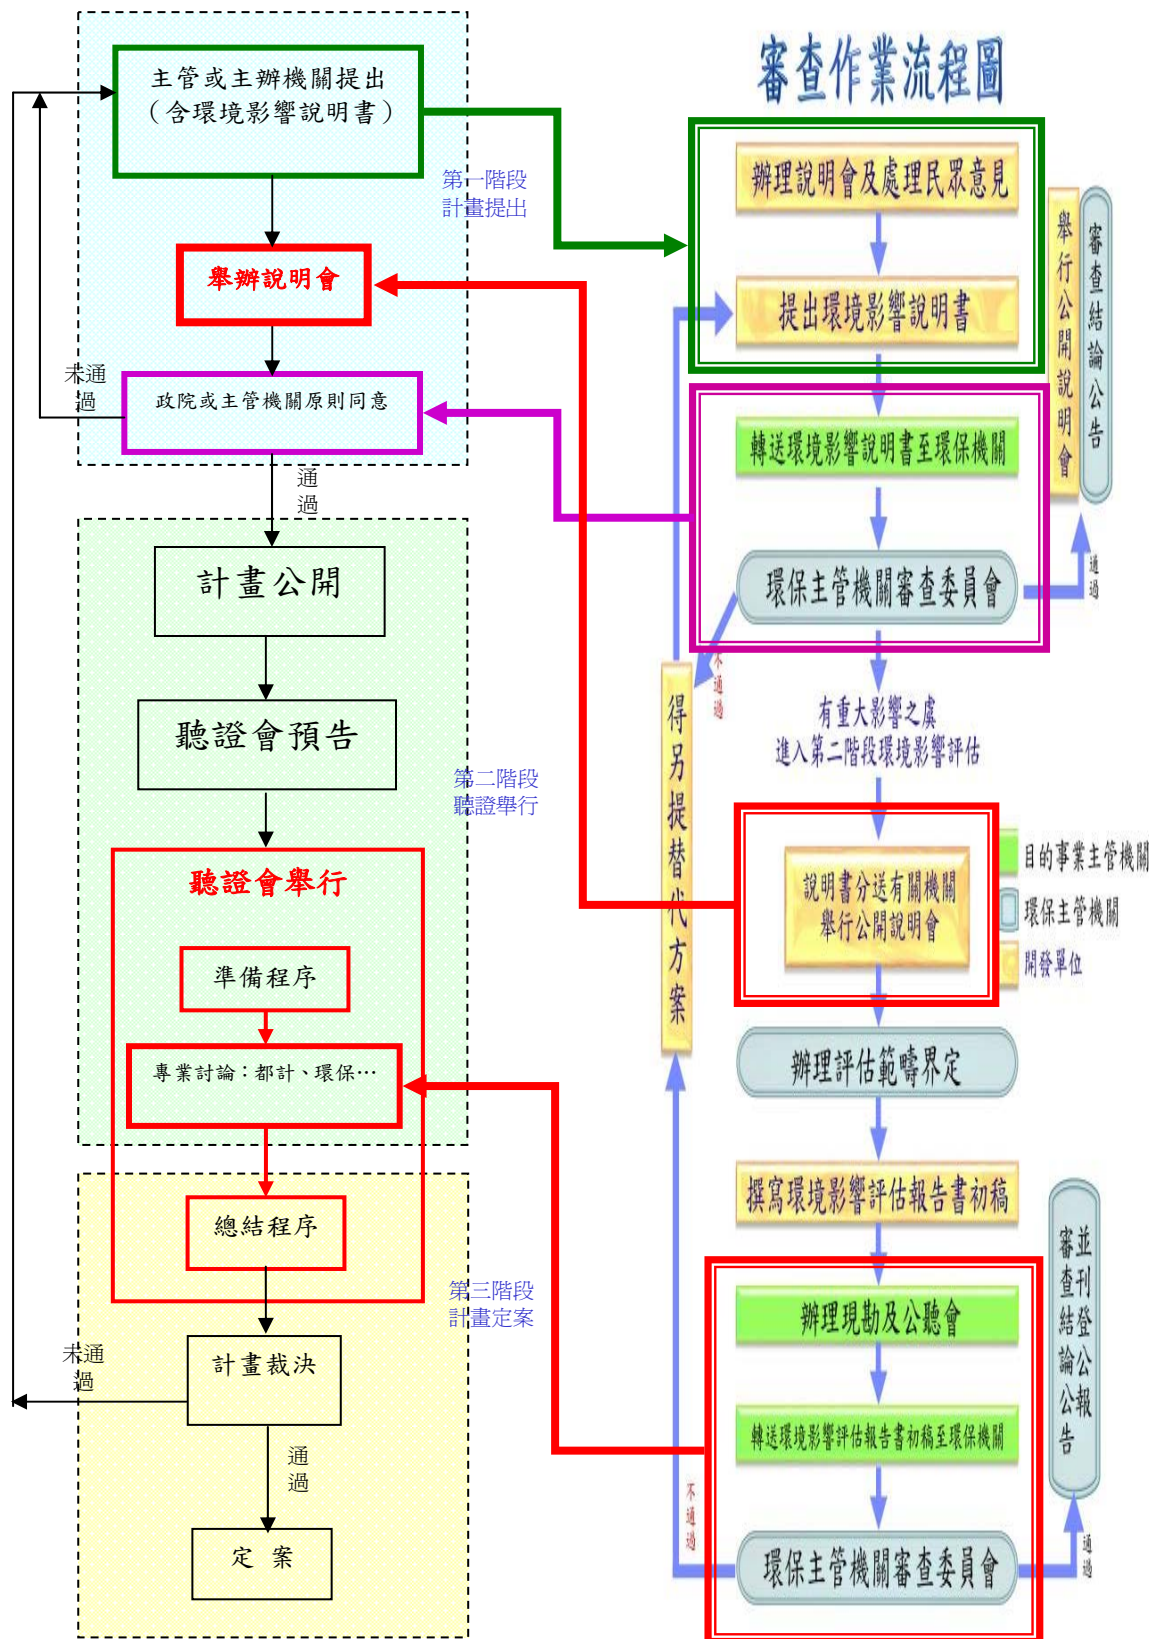 主管或主辦機關提出
（含環境影響說明書）
第一階段
計畫提出
舉辦說明會
未通
過
政院或主管機關原則同意
通
過
計畫公開
聽證會預告
第二階段
聽證舉行
聽證會舉行
準備程序
專業討論：都計、環保…
總結程序
第三階段
計畫定案
未通
過
計畫裁決
通
過
定 案
審查作業流程圖
辦理說明會及處理民眾意見
提出環境影響說明書
舉行公開說明會
審查結論公告
轉送環境影響說明書至環保機關
環保主管機關審查委員會
通過
不通過
得另提替代方案
有重大影響之虞
進入第二階段環境影響評估
說明書分送有關機關
舉行公開說明會
目的事業主管機關
環保主管機關
開發單位
辦理評估範疇界定
撰寫環境影響評估報告書初稿
辦理現勘及公聽會
轉送環境影響評估報告書初稿至環保機關
環保主管機關審查委員會
不通過
通過
審查結論公告
並刊登公報